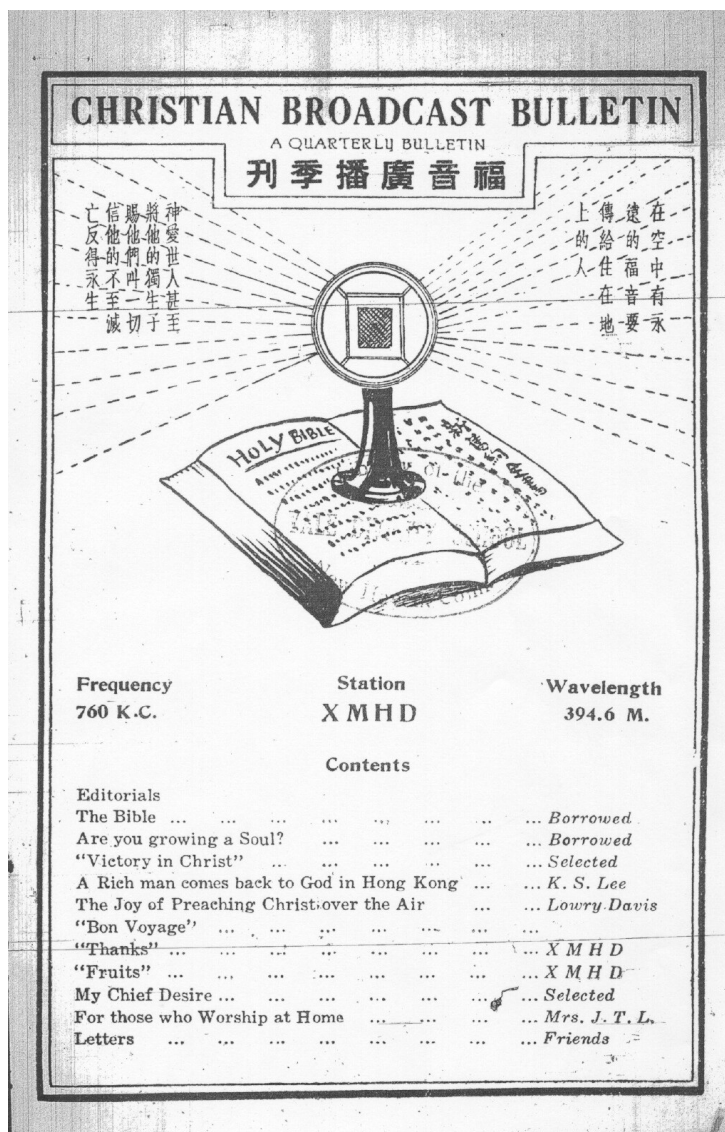 CHRISTIAN BROADCAST BULLETIN
A QUARTERLY BULLETIN
福音廣播季刊
在空中有永
遠的福音要
傳給住在地
上的人
神愛世人甚至
將他的獨生子
賜他們叫一切
信他的不至滅
亡反得永生
HOLY BIBLE
Frequency
760 K.C.
Station
XMHD
Wavelength
394.6 M.
Contents
Editorials
The Bible ... ... ... ... ... ... ... ... Borrowed
Are you growing a Soul? ... ... ... ... ... Borrowed
"Victory in Christ" ... ... ... ... ... ... Selected
A Rich man comes back to God in Hong Kong ... ... K. S. Lee
The Joy of Preaching Christ over the Air ... ... Lowry Davis
"Bon Voyage" ... ... ... ... ... ... ...
"Thanks" ... ... ... ... ... ... ... ... X M H D
"Fruits" ... ... ... ... ... ... ... ... X M H D
My Chief Desire ... ... ... ... ... ... ... Selected
For those who Worship at Home ... ... ... ... Mrs. J. T. L.
Letters ... ... ... ... ... ... ... ... Friends